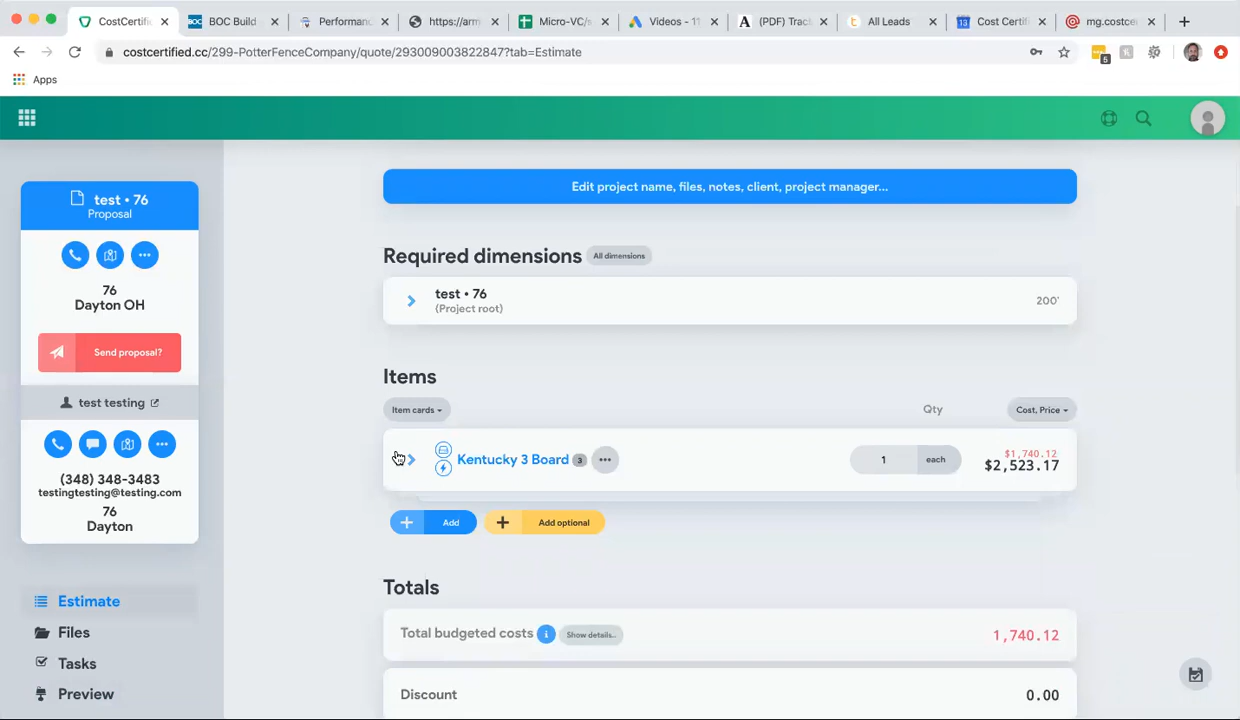 CostCertifi
BOC Build
Performanc
https://arm
Micro-VC/s
Videos - 11
(PDF) Track
All Leads
13
Cost Certifi
mg.costcer
costcertified.cc/299-PotterFenceCompany/quote/293009003822847?tab=Estimate
5
Apps
test • 76
Proposal
76
Dayton OH
Send proposal?
test testing
(348) 348-3483
testingtesting@testing.com
76
Dayton
Estimate
Files
Tasks
Preview
Edit project name, files, notes, client, project manager...
Required dimensions All dimensions
test • 76
(Project root)
200'
Items
Item cards
Qty
Cost, Price
Kentucky 3 Board 3
1 each
$1,740.12
$2,523.17
Add
Add optional
Totals
Total budgeted costs i Show details..
1,740.12
Discount
0.00